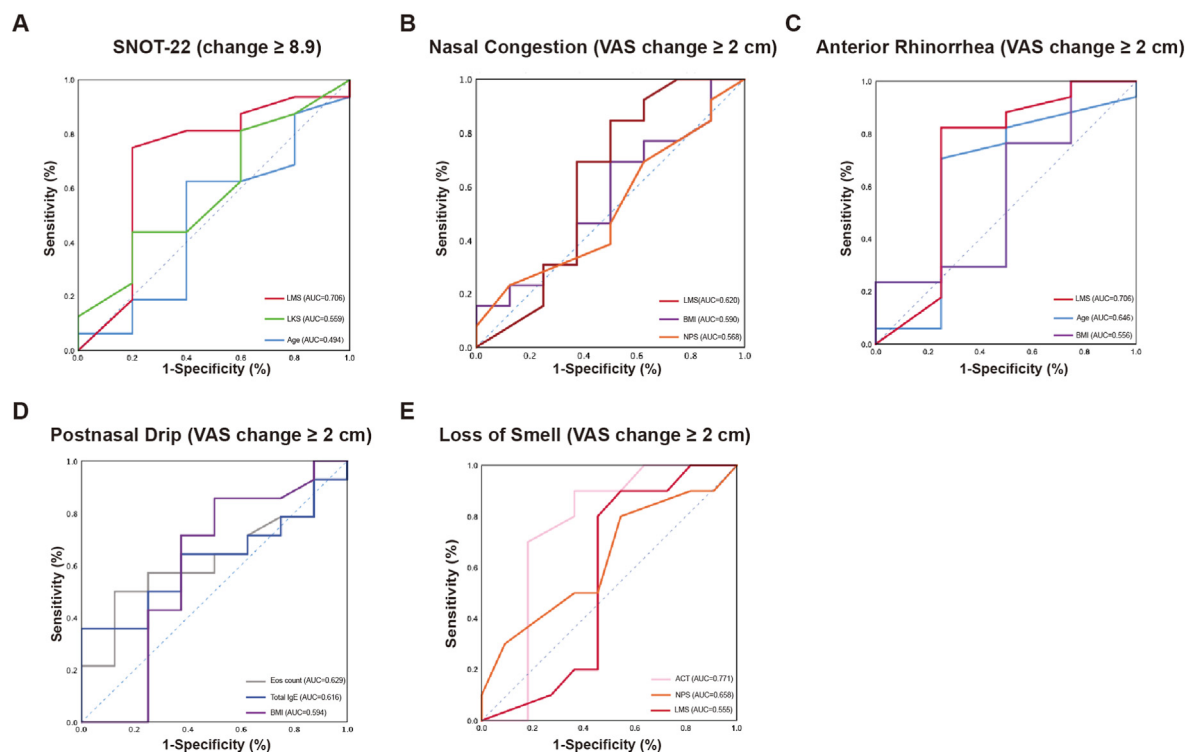 A
SNOT-22 (change ≥ 8.9)
Sensitivity (%)
1.0
0.8
0.6
0.4
0.2
0.0
LMS (AUC=0.706)
LKS (AUC=0.559)
Age (AUC=0.494)
0.2
0.4
0.6
0.8
1.0
1-Specificity (%)
B
Nasal Congestion (VAS change ≥ 2 cm)
Sensitivity (%)
1.0
0.8
0.6
0.4
0.2
0.0
LMS(AUC=0.620)
BMI (AUC=0.590)
NPS (AUC=0.568)
0.2
0.4
0.6
0.8
1.0
1-Specificity (%)
C
Anterior Rhinorrhea (VAS change ≥ 2 cm)
Sensitivity (%)
1.0
0.8
0.6
0.4
0.2
0.0
LMS (AUC=0.706)
Age (AUC=0.646)
BMI (AUC=0.556)
0.2
0.4
0.6
0.8
1.0
1-Specificity (%)
D
Postnasal Drip (VAS change ≥ 2 cm)
Sensitivity (%)
1.0
0.8
0.6
0.4
0.2
0.0
Eos count (AUC=0.629)
Total IgE (AUC=0.616)
BMI (AUC=0.594)
0.2
0.4
0.6
0.8
1.0
1-Specificity (%)
E
Loss of Smell (VAS change ≥ 2 cm)
Sensitivity (%)
1.0
0.8
0.6
0.4
0.2
0.0
ACT (AUC=0.771)
NPS (AUC=0.658)
LMS (AUC=0.555)
0.2
0.4
0.6
0.8
1.0
1-Specificity (%)